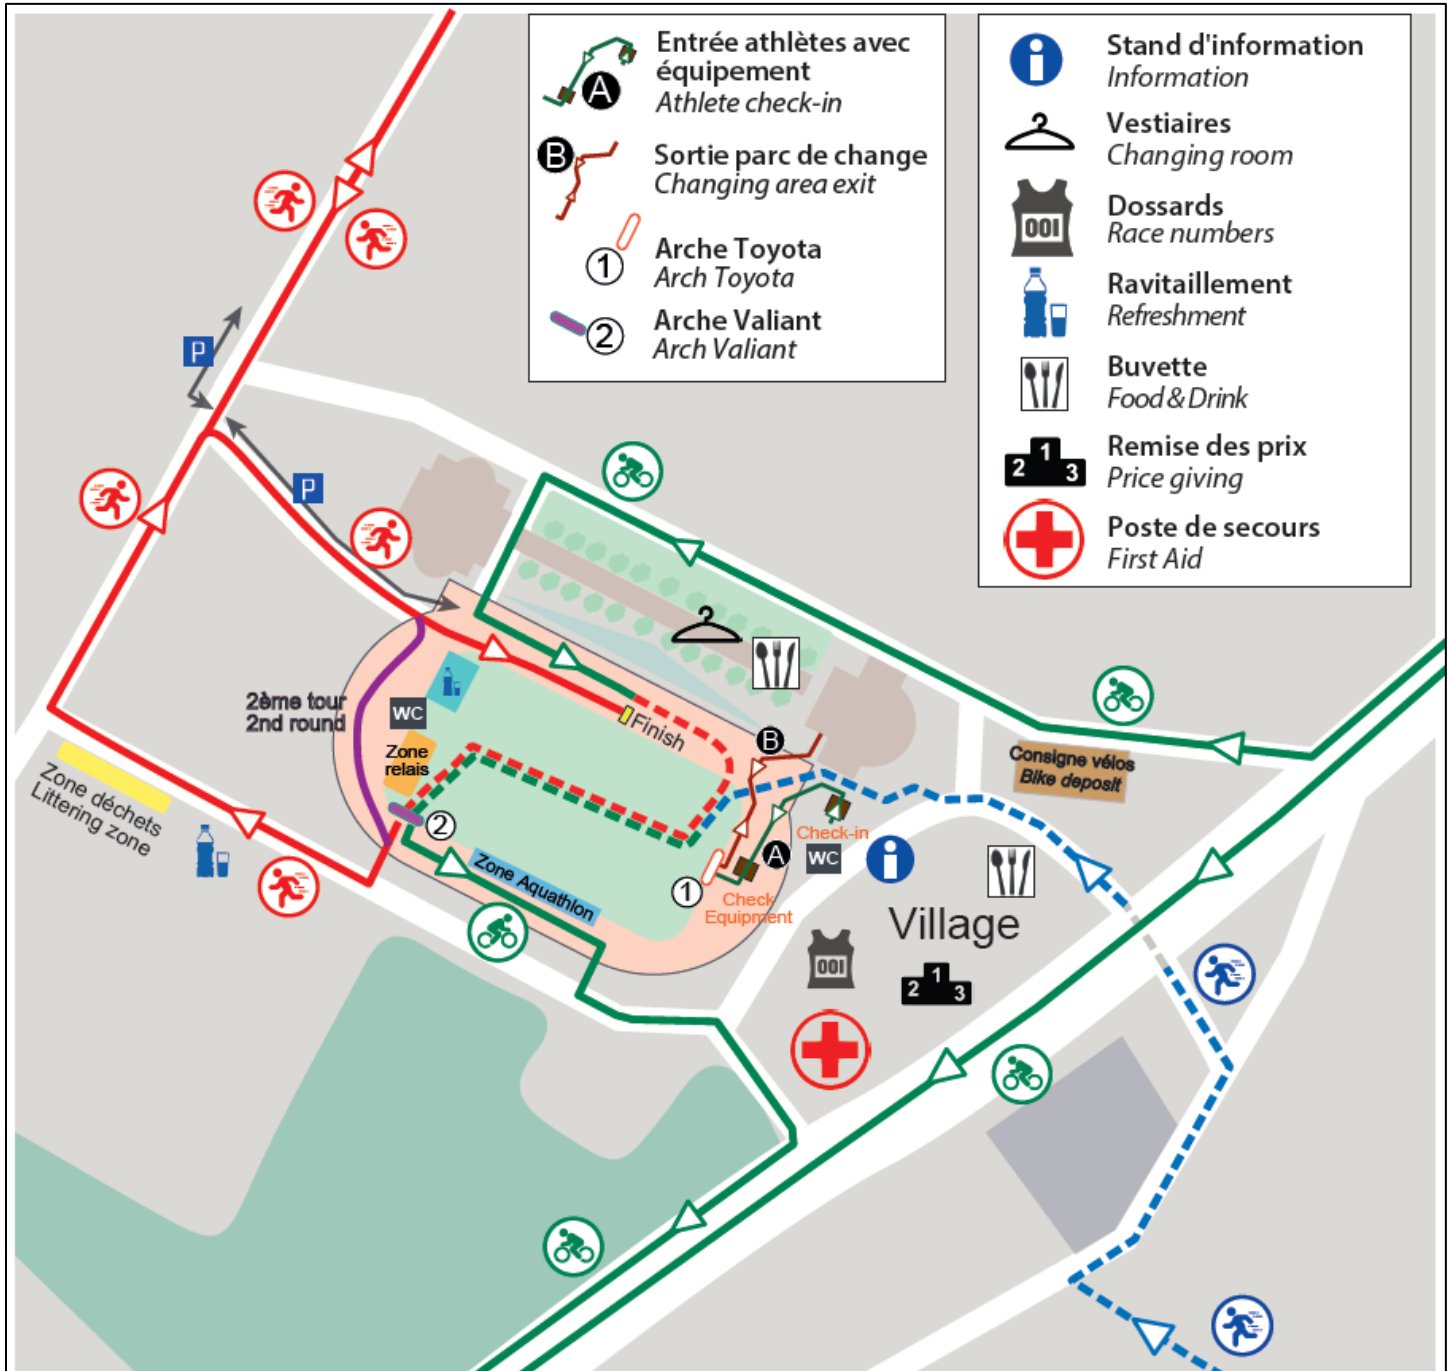 Entrée athlètes avec
équipement
Athlete check-in
A
B
Sortie parc de change
Changing area exit
1
Arche Toyota
Arch Toyota
2
Arche Valiant
Arch Valiant
Stand d'information
Information
Vestiaires
Changing room
001
Dossards
Race numbers
Ravitaillement
Refreshment
Buvette
Food & Drink
1
2
3
Remise des prix
Price giving
Poste de secours
First Aid
P
P
2ème tour
2nd round
WC
Zone
relais
Finish
B
Consigne vélos
Bike deposit
Zone déchets
Littering zone
2
Zone Aquathlon
Check-in
A
WC
1
Check
Equipment
Village
001
1
2
3